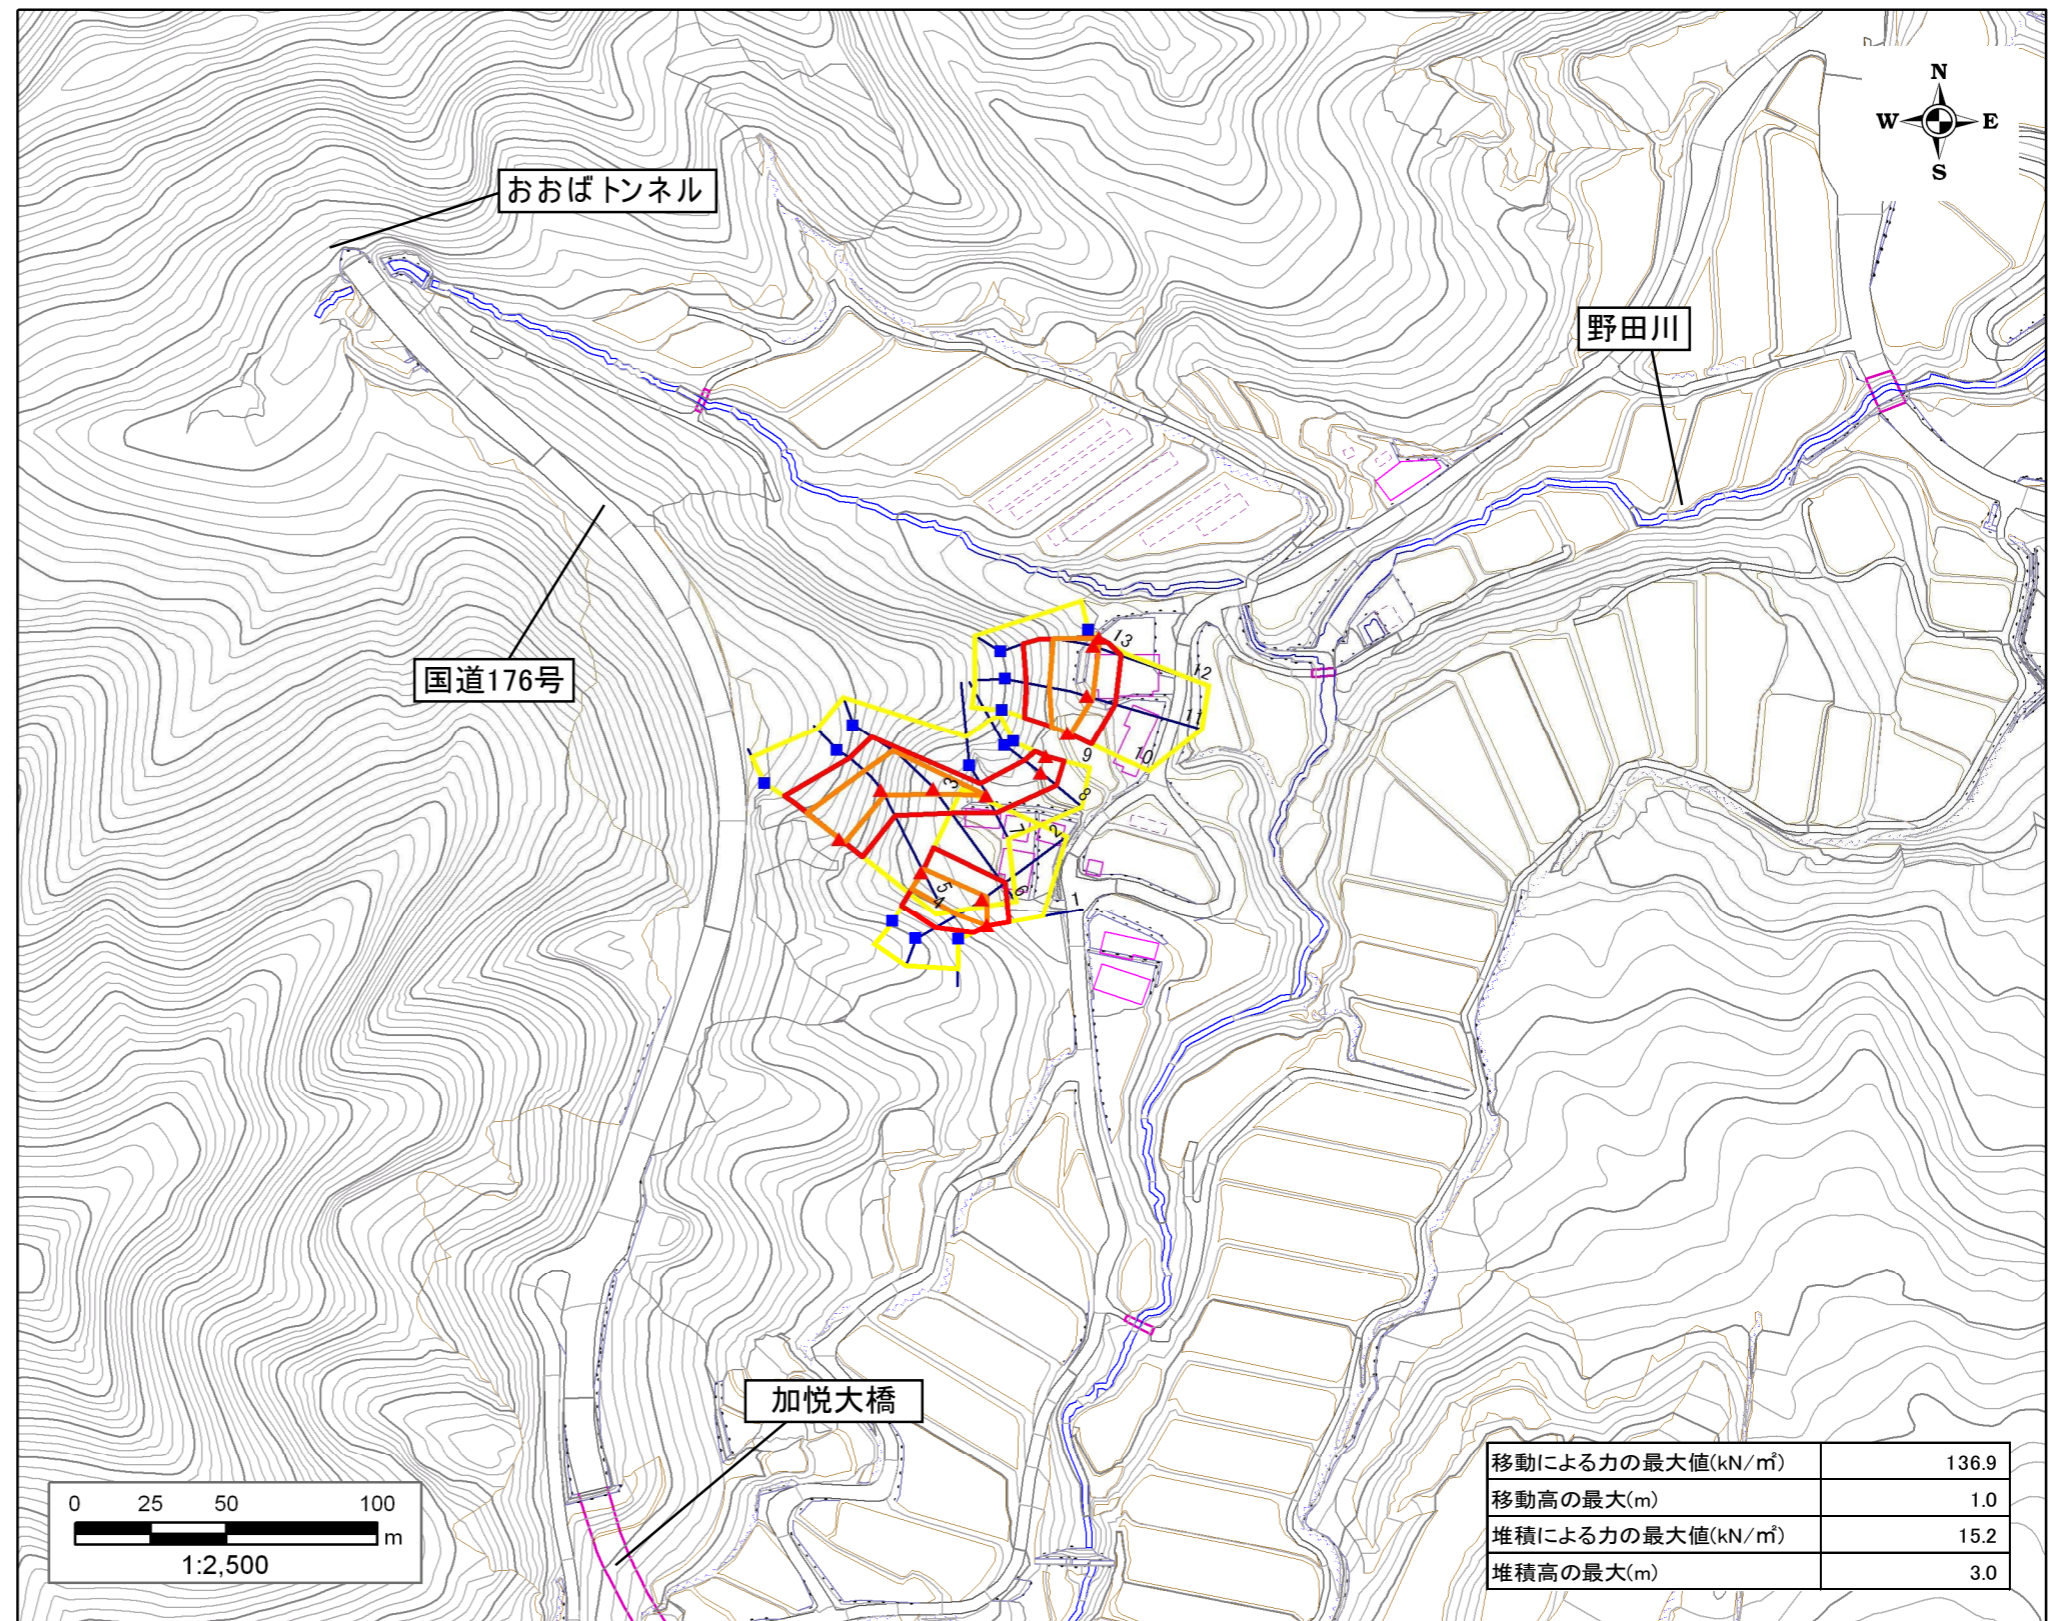 N
W E
S
おおばトンネル
野田川
国道176号
13
12
11
10
9
3
8
7
2
5
4
6
1
加悦大橋
0 25 50 100
m
1:2,500
移動による力の最大値(kN/㎡) 136.9
移動高の最大(m) 1.0
堆積による力の最大値(kN/㎡) 15.2
堆積高の最大(m) 3.0